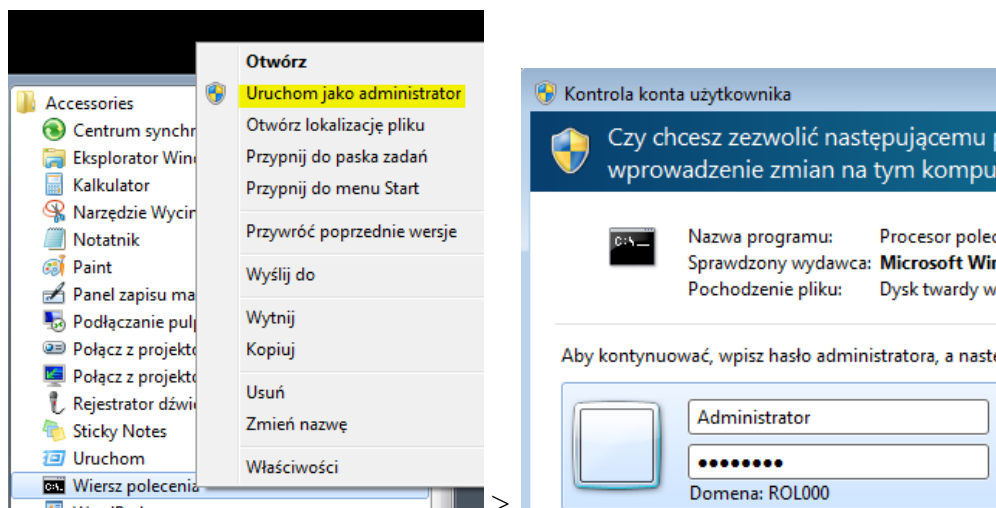 Otwórz
Uruchom jako administrator
Otwórz lokalizację pliku
Przypnij do paska zadań
Przypnij do menu Start
Przywróć poprzednie wersje
Wyślij do
Wytnij
Kopiuj
Usuń
Zmień nazwę
Właściwości
Accessories
Centrum synchr
Eksplorator Wind
Kalkulator
Narzędzie Wycin
Notatnik
Paint
Panel zapisu ma
Podłączanie pulp
Połącz z projekto
Połącz z projekto
Rejestrator dźwi
Sticky Notes
Uruchom
Wiersz polecenia
>
Kontrola konta użytkownika
Czy chcesz zezwolić następującemu p
wprowadzenie zmian na tym kompu
C:\_
Nazwa programu: Procesor polec
Sprawdzony wydawca: Microsoft Win
Pochodzenie pliku: Dysk twardy w
Aby kontynuować, wpisz hasło administratora, a nastę
Administrator
Domena: ROL000